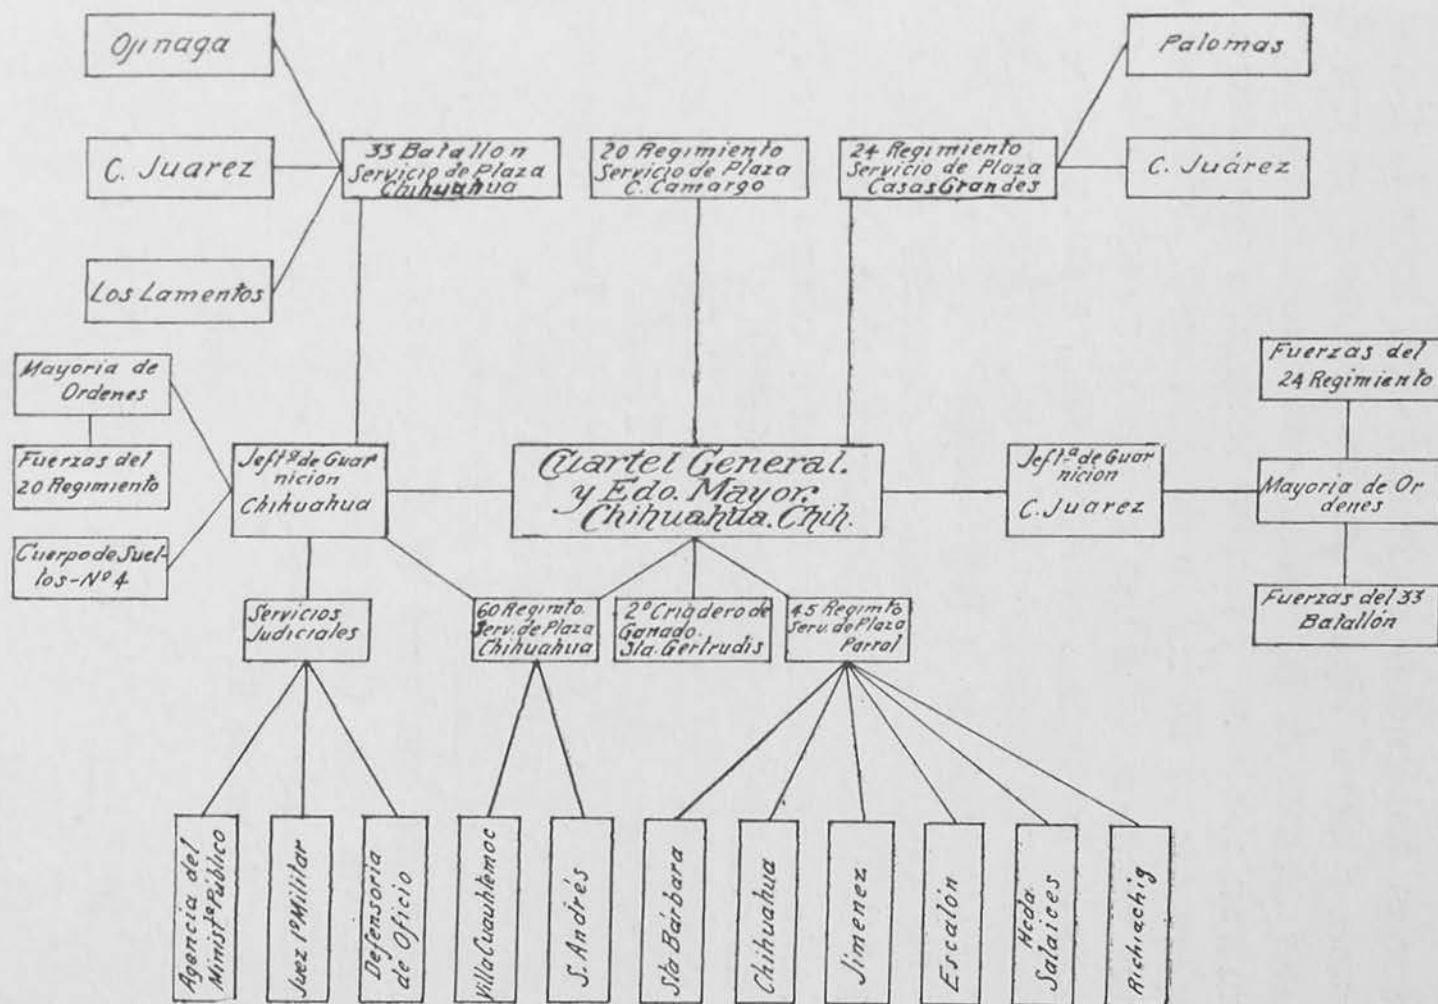 Ojinaga
Palomas
C. Juarez
33 Batallon
Servicio de Plaza
Chihuahua
20 Regimiento
Servicio de Plaza
C. Camargo
24 Regimiento
Servicio de Plaza
Casas Grandes
C. Juárez
Los Lamentos
Mayoria de
Ordenes
Fuerzas del
24 Regimiento
Fuerzas del
20 Regimiento
Jeftª de Guar
nicion
Chihuahua
Cuartel General.
y Edo. Mayor.
Chihuahua. Chih.
Jeft.ª de Guar
nicion
C. Juarez
Mayoria de Or
denes
Cuerpo de Suel-
tos-Nº 4
Servicios
Judiciales
60 Regimto.
Serv. de Plaza
Chihuahua
2º Criadero de
Ganado.
Sta. Gertrudis
45 Regimto
Serv. de Plaza
Parral
Fuerzas del 33
Batallón
Agencia del
Ministº Público
Juez 1º Militar
Defensoria
de Oficio
Villa Cuauhtemoc
S. Andrés
Sta Bárbara
Chihuahua
Jimenez
Escalón
Hcda.
Salaices
Richiachig